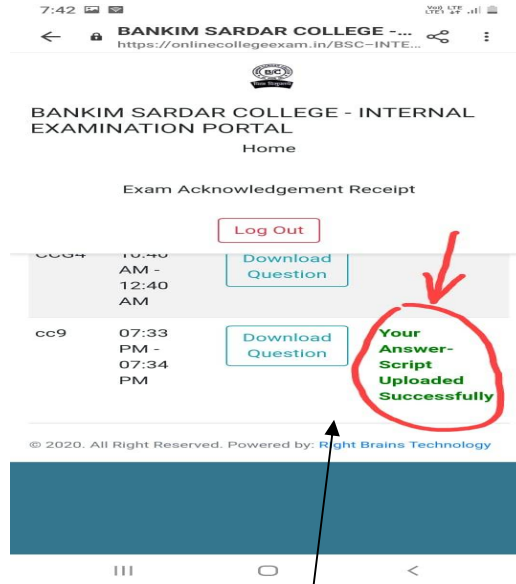 7:42
BANKIM SARDAR COLLEGE -...
https://onlinecollegeexam.in/BSC-INTE...
BANKIM SARDAR COLLEGE - INTERNAL
EXAMINATION PORTAL
Home
Exam Acknowledgement Receipt
Log Out
AM -
12:40
AM
Download
Question
cc9
07:33
PM -
07:34
PM
Download
Question
Your
Answer-
Script
Uploaded
Successfully
© 2020. All Right Reserved. Powered by: Right Brains Technology